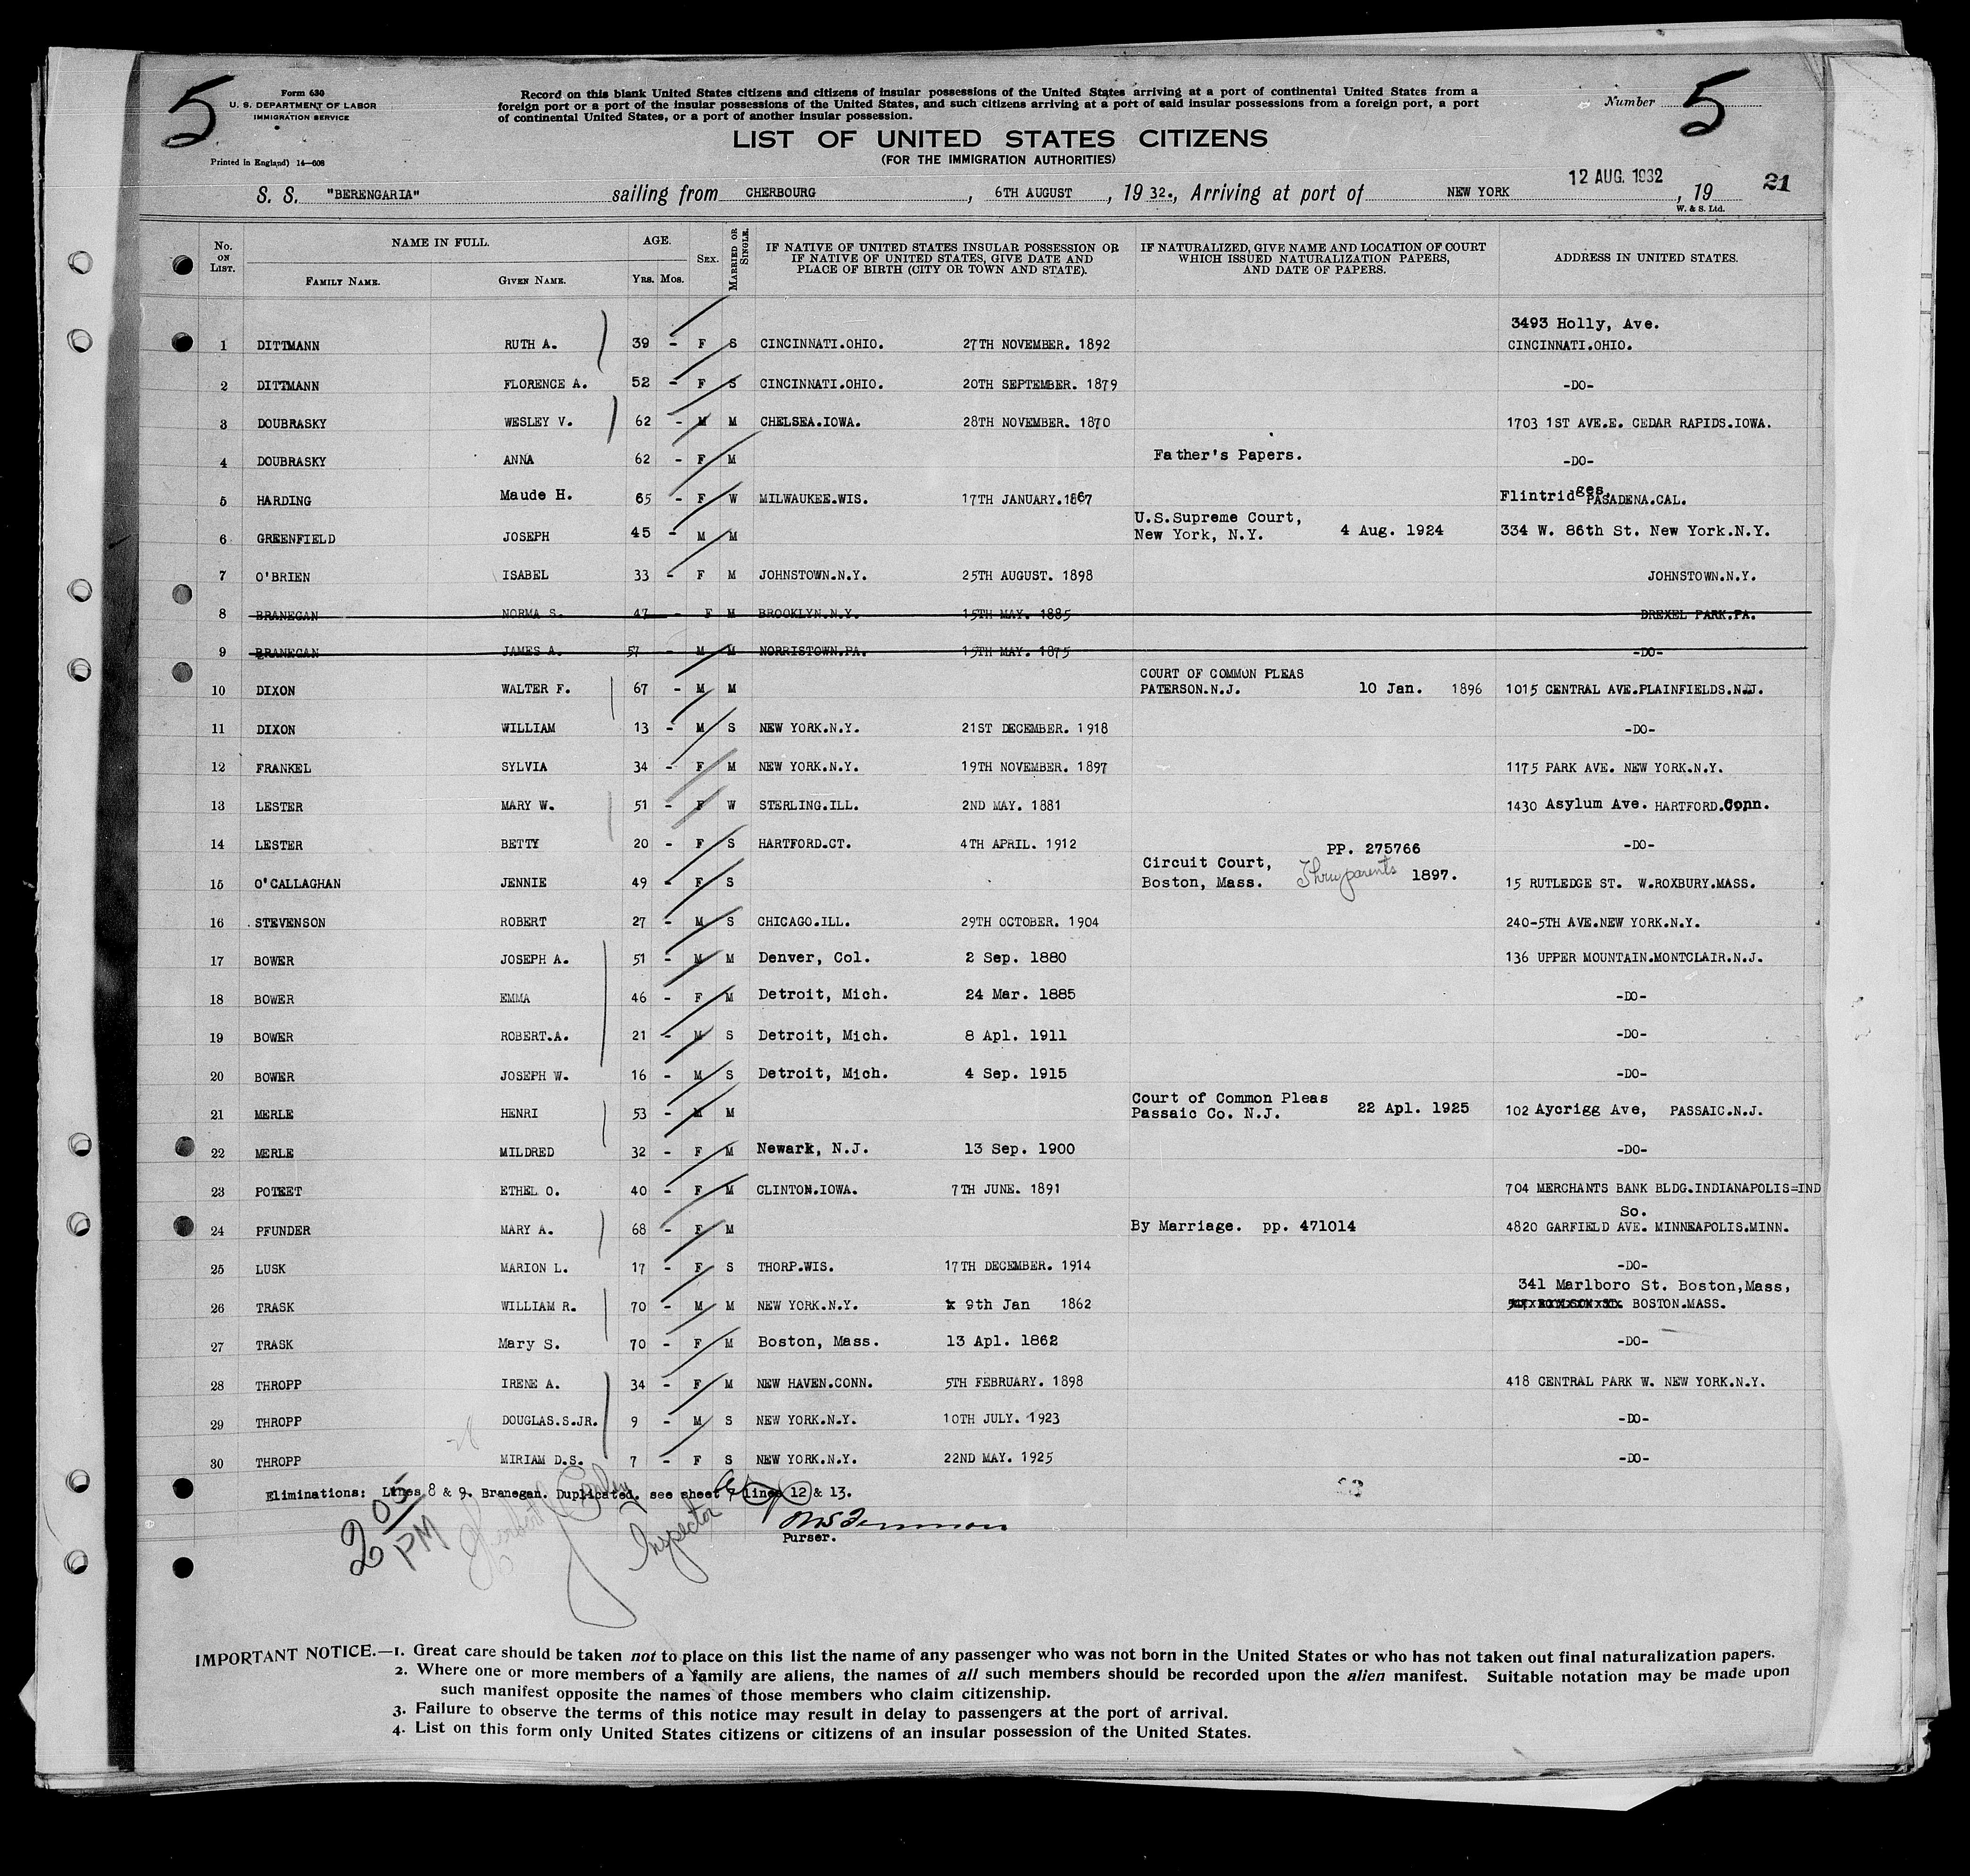 5
Form 630
U. S. DEPARTMENT OF LABOR
IMMIGRATION SERVICE
Printed in England) 14—608
Record on this blank United States citizens and citizens of insular possessions of the United States arriving at a port of continental United States from a
foreign port or a port of the insular possessions of the United States, and such citizens arriving at a port of said insular possessions from a foreign port, a port
of continental United States, or a port of another insular possession.
Number 5
LIST OF UNITED STATES CITIZENS
(FOR THE IMMIGRATION AUTHORITIES)
S. S. "BERENGARIA" sailing from CHERBOURG, 6TH AUGUST, 19 32., Arriving at port of NEW YORK 12 AUG. 1932, 19 21
W. & S. Ltd.
No. ON LIST. NAME IN FULL. AGE. SEX. MARRIED OR SINGLE. IF NATIVE OF UNITED STATES INSULAR POSSESSION OR IF NATIVE OF UNITED STATES, GIVE DATE AND PLACE OF BIRTH (CITY OR TOWN AND STATE). IF NATURALIZED, GIVE NAME AND LOCATION OF COURT WHICH ISSUED NATURALIZATION PAPERS, AND DATE OF PAPERS. ADDRESS IN UNITED STATES.
FAMILY NAME. GIVEN NAME. YRS. MOS.
3493 Holly, Ave.
1 DITTMANN RUTH A. 39 - F S CINCINNATI.OHIO. 27TH NOVEMBER. 1892 CINCINNATI.OHIO.
2 DITTMANN FLORENCE A. 52 - F S CINCINNATI.OHIO. 20TH SEPTEMBER. 1879 -DO-
3 DOUBRASKY WESLEY V. 62 - M M CHELSEA.IOWA. 28TH NOVEMBER. 1870 1703 1ST AVE.E. CEDAR RAPIDS.IOWA.
4 DOUBRASKY ANNA 62 - F M Father's Papers. -DO-
5 HARDING Maude H. 65 - F W MILWAUKEE.WIS. 17TH JANUARY.1867 Flintridges. PASADENA.CAL.
U.S.Supreme Court,
6 GREENFIELD JOSEPH 45 - M M New York, N.Y. 4 Aug. 1924 334 W. 86th St. New York.N.Y.
7 O'BRIEN ISABEL 33 - F M JOHNSTOWN.N.Y. 25TH AUGUST. 1898 JOHNSTOWN.N.Y.
8 BRANEGAN NORMA S. 47 - F M BROOKLYN.N.Y. 15TH MAY. 1885 DREXEL PARK.PA.
9 BRANEGAN JAMES A. 57 - M M NORRISTOWN.PA. 15TH MAY. 1875 -DO-
COURT OF COMMON PLEAS
10 DIXON WALTER F. 67 - M M PATERSON.N.J. 10 Jan. 1896 1015 CENTRAL AVE.PLAINFIELDS.N.J.
11 DIXON WILLIAM 13 - M S NEW YORK.N.Y. 21ST DECEMBER. 1918 -DO-
12 FRANKEL SYLVIA 34 - F M NEW YORK.N.Y. 19TH NOVEMBER. 1897 1175 PARK AVE. NEW YORK.N.Y.
13 LESTER MARY W. 51 - F W STERLING.ILL. 2ND MAY. 1881 1430 Asylum Ave. HARTFORD.Conn.
14 LESTER BETTY 20 - F S HARTFORD.CT. 4TH APRIL. 1912 PP. 275766 -DO-
Circuit Court,
15 O'CALLAGHAN JENNIE 49 - F S Boston, Mass. Thru parents 1897. 15 RUTLEDGE ST. W.ROXBURY.MASS.
16 STEVENSON ROBERT 27 - M S CHICAGO.ILL. 29TH OCTOBER. 1904 240-5TH AVE.NEW YORK.N.Y.
17 BOWER JOSEPH A. 51 - M M Denver, Col. 2 Sep. 1880 136 UPPER MOUNTAIN.MONTCLAIR.N.J.
18 BOWER EMMA 46 - F M Detroit, Mich. 24 Mar. 1885 -DO-
19 BOWER ROBERT.A. 21 - M S Detroit, Mich. 8 Apl. 1911 -DO-
20 BOWER JOSEPH W. 16 - M S Detroit, Mich. 4 Sep. 1915 -DO-
Court of Common Pleas
21 MERLE HENRI 53 - M M Passaic Co. N.J. 22 Apl. 1925 102 Aycrigg Ave, PASSAIC.N.J.
22 MERLE MILDRED 32 - F M Newark, N.J. 13 Sep. 1900 -DO-
23 POTEET ETHEL O. 40 - F M CLINTON.IOWA. 7TH JUNE. 1891 704 MERCHANTS BANK BLDG.INDIANAPOLIS=IND
So.
24 PFUNDER MARY A. 68 - F M By Marriage. pp. 471014 4820 GARFIELD AVE. MINNEAPOLIS.MINN.
25 LUSK MARION L. 17 - F S THORP.WIS. 17TH DECEMBER. 1914 -DO-
341 Marlboro St. Boston,Mass,
26 TRASK WILLIAM R. 70 - M M NEW YORK.N.Y. x 9th Jan 1862 BOSTON.MASS.
27 TRASK Mary S. 70 - F M Boston, Mass. 13 Apl. 1862 -DO-
28 THROPP IRENE A. 34 - F M NEW HAVEN.CONN. 5TH FEBRUARY. 1898 418 CENTRAL PARK W. NEW YORK.N.Y.
29 THROPP DOUGLAS.S.JR. 9 - M S NEW YORK.N.Y. 10TH JULY. 1923 -DO-
30 THROPP MIRIAM D.S. 7 - F S NEW YORK.N.Y. 22ND MAY. 1925 -DO-
28
Eliminations: Lines 8 & 9. Branegan. Duplicated. see sheet lines 12 & 13.
2 05 PM
Inspector
Purser.
IMPORTANT NOTICE.—1. Great care should be taken not to place on this list the name of any passenger who was not born in the United States or who has not taken out final naturalization papers.
2. Where one or more members of a family are aliens, the names of all such members should be recorded upon the alien manifest. Suitable notation may be made upon
such manifest opposite the names of those members who claim citizenship.
3. Failure to observe the terms of this notice may result in delay to passengers at the port of arrival.
4. List on this form only United States citizens or citizens of an insular possession of the United States.